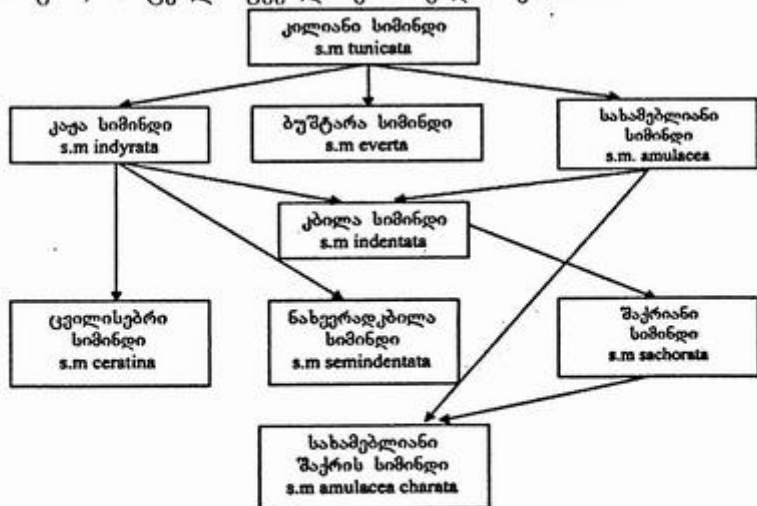 კილიანი სიმინდი
s.m tunicata
კაჟა სიმინდი
s.m indyrata
ბუშტარა სიმინდი
s.m everta
სახამებლიანი
სიმინდი
s.m. amulacea
კბილა სიმინდი
s.m indentata
ცვილისებრი
სიმინდი
s.m ceratina
ნახევრადკბილა
სიმინდი
s.m semindentata
შაქრიანი
სიმინდი
s.m sachorata
სახამებლიანი
შაქრის სიმინდი
s.m amulacea charata